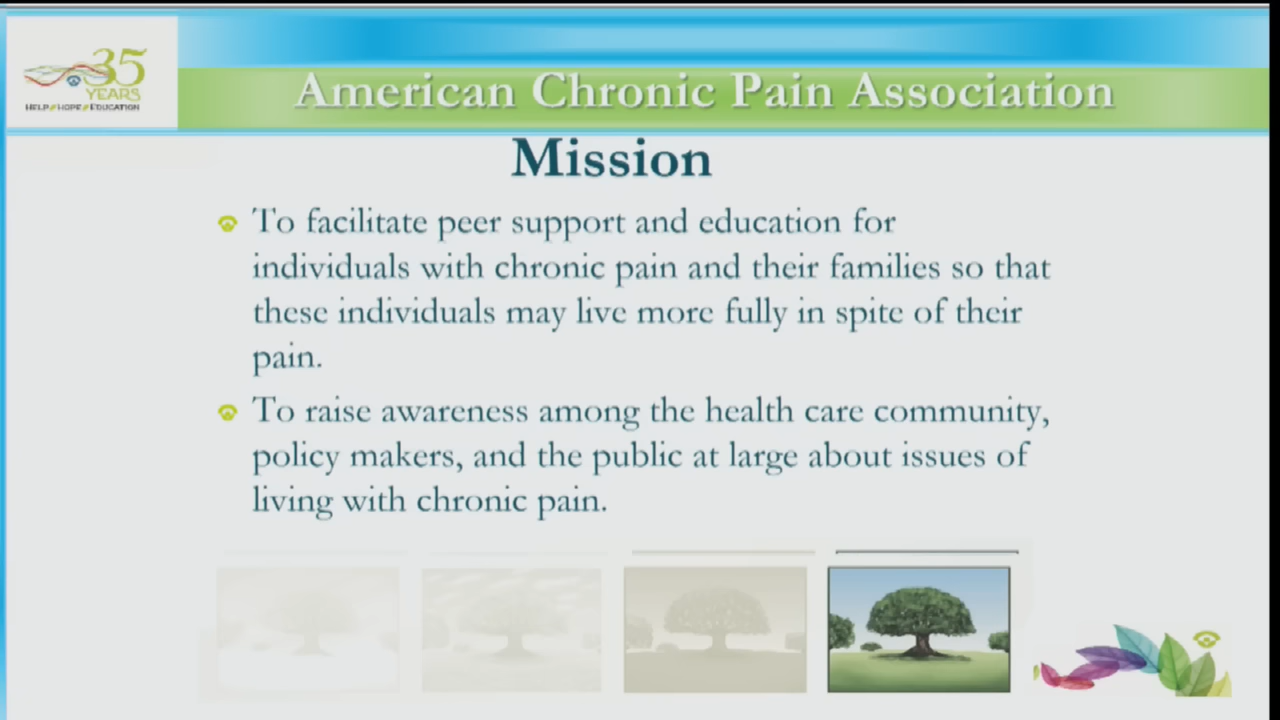 35
YEARS
HELP/HOPE/EDUCATION
American Chronic Pain Association
Mission
To facilitate peer support and education for
individuals with chronic pain and their families so that
these individuals may live more fully in spite of their
pain.
To raise awareness among the health care community,
policy makers, and the public at large about issues of
living with chronic pain.